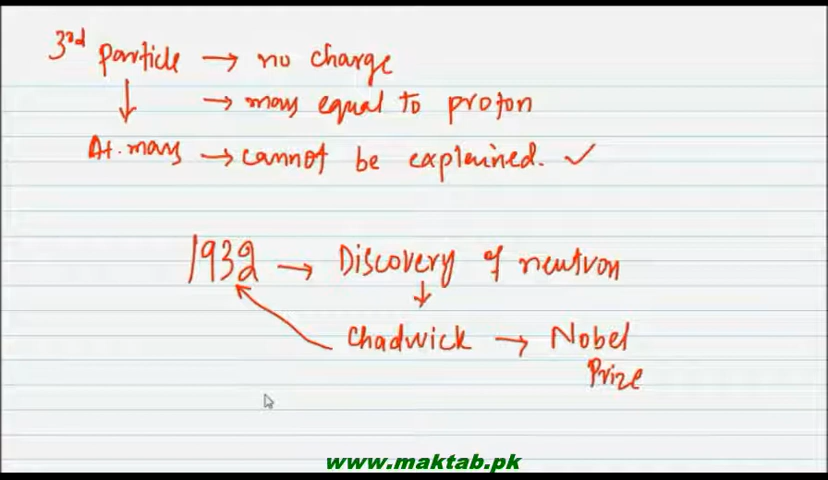 3rd particle → no charge
→ mass equal to proton
At. mass → cannot be explained. ✓
1932 → Discovery of neutron
Chadwick → Nobel
Prize
www.maktab.pk